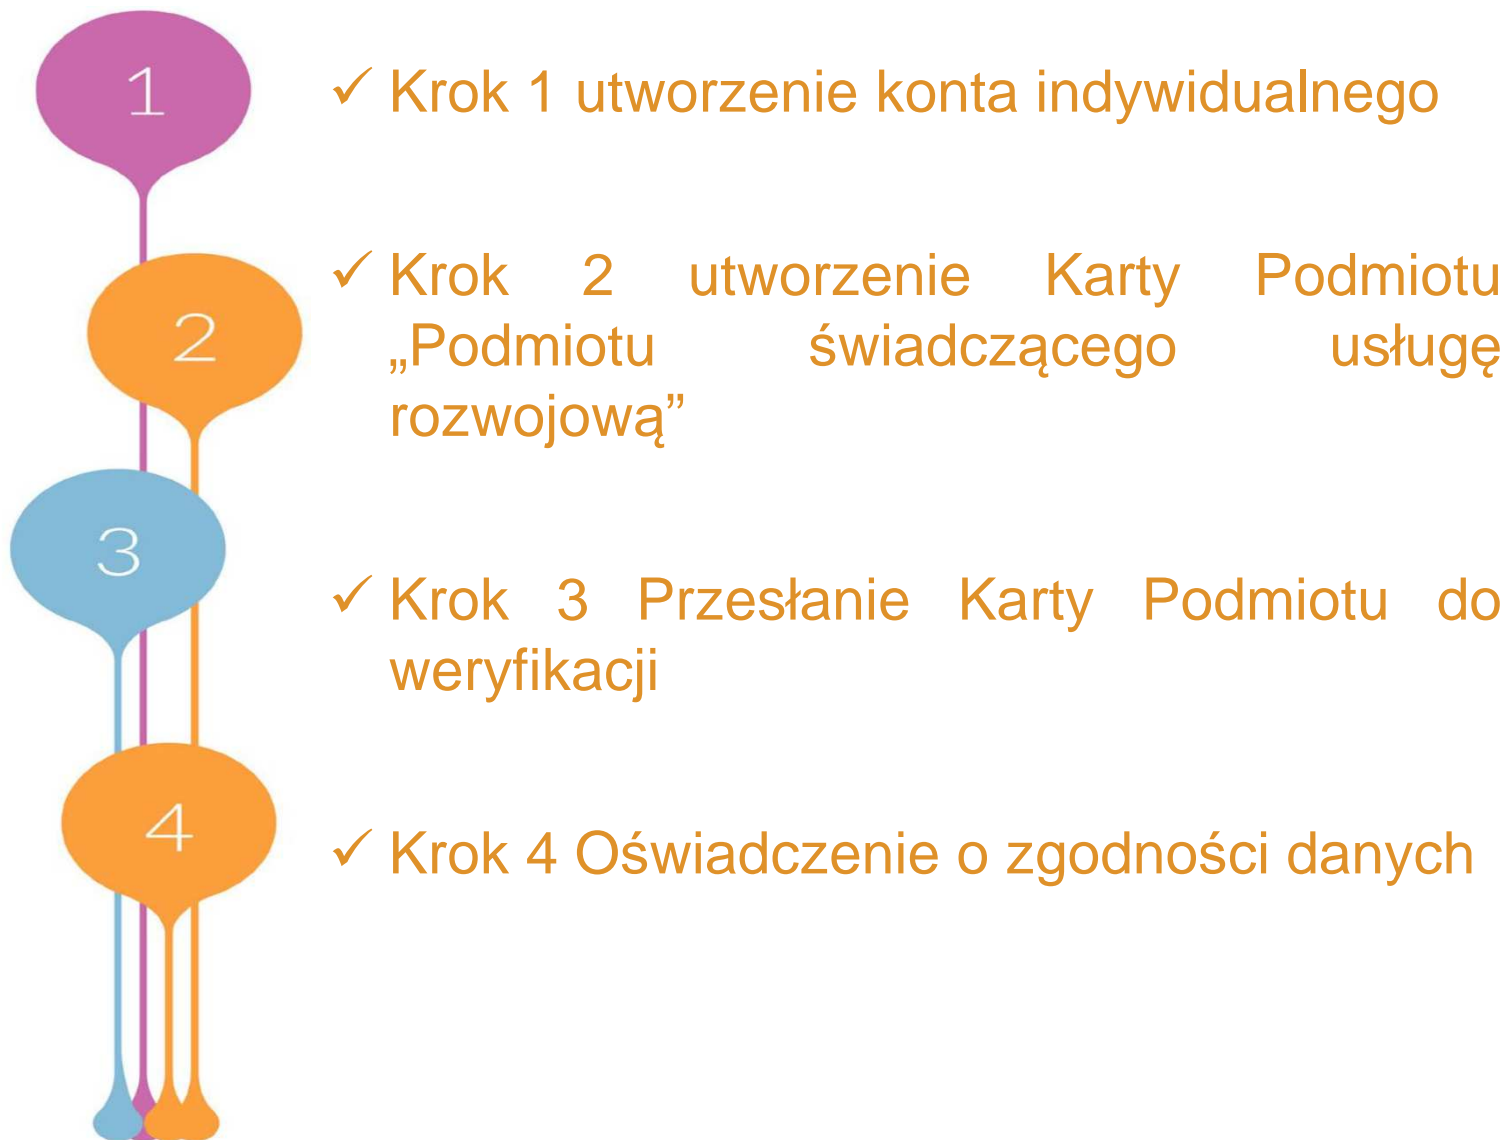 1
✓ Krok 1 utworzenie konta indywidualnego
2
✓ Krok 2 utworzenie Karty Podmiotu
„Podmiotu świadczącego usługę
rozwojową”
3
✓ Krok 3 Przesłanie Karty Podmiotu do
weryfikacji
4
✓ Krok 4 Oświadczenie o zgodności danych